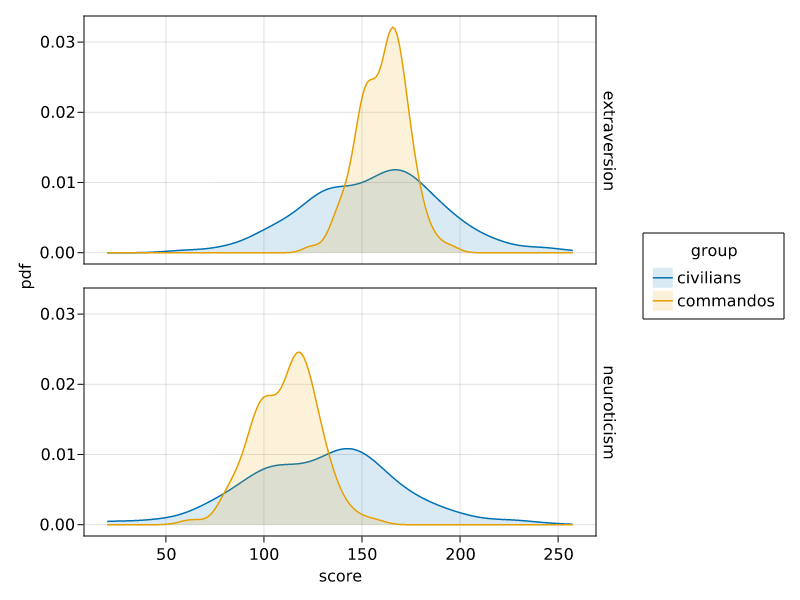 0.03
0.02
0.01
0.00
extraversion
pdf
0.03
0.02
0.01
0.00
neuroticism
50 100 150 200 250
score
group
civilians
commandos